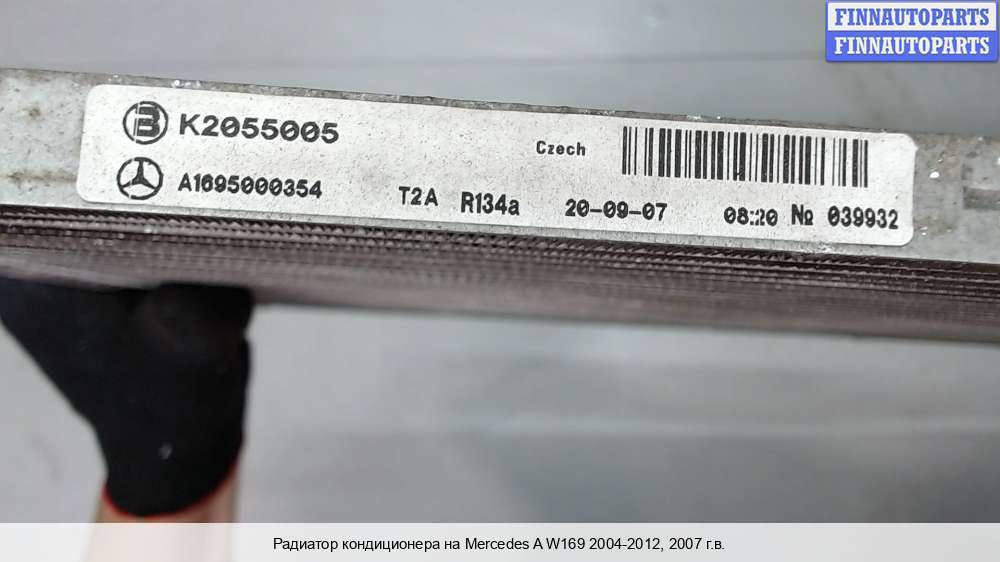 FINNAUTOPARTS
FINNAUTOPARTS
B K2055005
Czech
A1695000354 T2A R134a 20-09-07 08:20 № 039932
Радиатор кондиционера на Mercedes A W169 2004-2012, 2007 г.в.